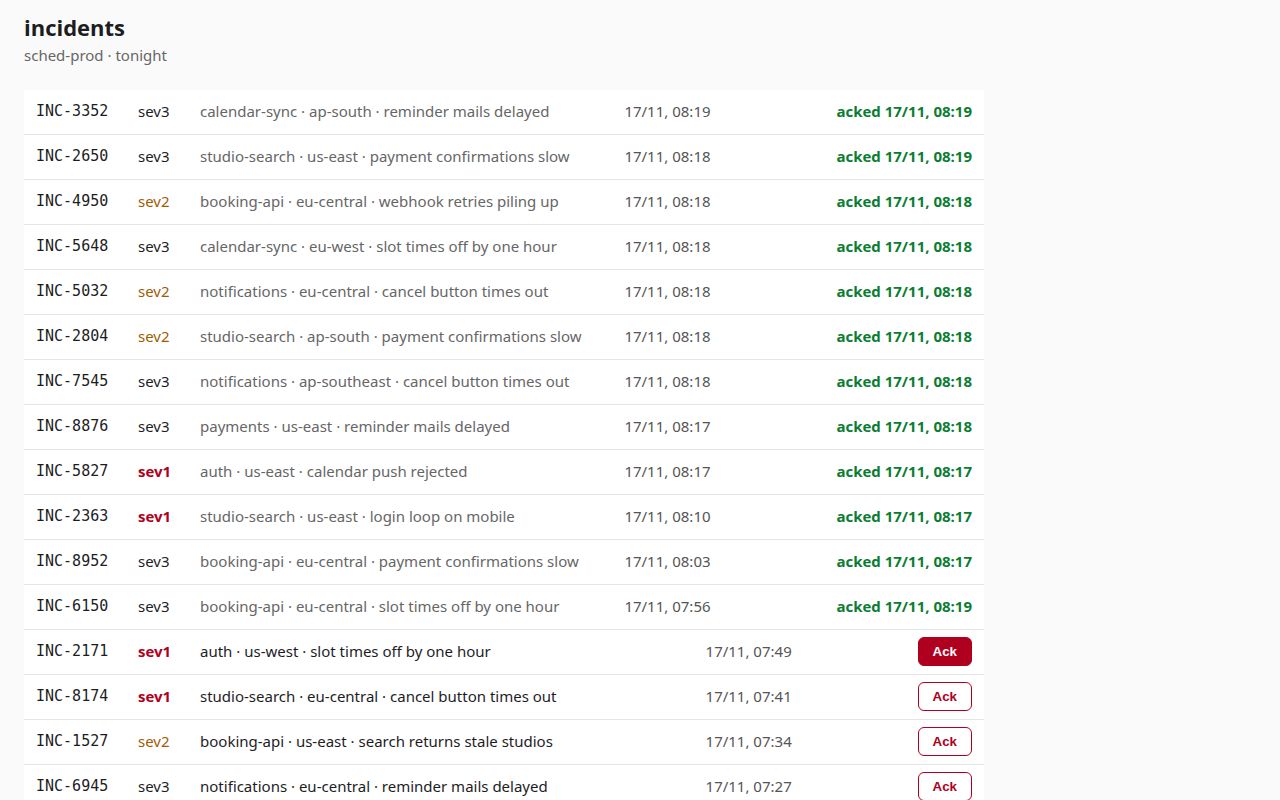 incidents
sched-prod · tonight
INC-3352 sev3 calendar-sync · ap-south · reminder mails delayed 17/11, 08:19 acked 17/11, 08:19
INC-2650 sev3 studio-search · us-east · payment confirmations slow 17/11, 08:18 acked 17/11, 08:19
INC-4950 sev2 booking-api · eu-central · webhook retries piling up 17/11, 08:18 acked 17/11, 08:18
INC-5648 sev3 calendar-sync · eu-west · slot times off by one hour 17/11, 08:18 acked 17/11, 08:18
INC-5032 sev2 notifications · eu-central · cancel button times out 17/11, 08:18 acked 17/11, 08:18
INC-2804 sev2 studio-search · ap-south · payment confirmations slow 17/11, 08:18 acked 17/11, 08:18
INC-7545 sev3 notifications · ap-southeast · cancel button times out 17/11, 08:18 acked 17/11, 08:18
INC-8876 sev3 payments · us-east · reminder mails delayed 17/11, 08:17 acked 17/11, 08:18
INC-5827 sev1 auth · us-east · calendar push rejected 17/11, 08:17 acked 17/11, 08:17
INC-2363 sev1 studio-search · us-east · login loop on mobile 17/11, 08:10 acked 17/11, 08:17
INC-8952 sev3 booking-api · eu-central · payment confirmations slow 17/11, 08:03 acked 17/11, 08:17
INC-6150 sev3 booking-api · eu-central · slot times off by one hour 17/11, 07:56 acked 17/11, 08:19
INC-2171 sev1 auth · us-west · slot times off by one hour 17/11, 07:49 Ack
INC-8174 sev1 studio-search · eu-central · cancel button times out 17/11, 07:41 Ack
INC-1527 sev2 booking-api · us-east · search returns stale studios 17/11, 07:34 Ack
INC-6945 sev3 notifications · eu-central · reminder mails delayed 17/11, 07:27 Ack